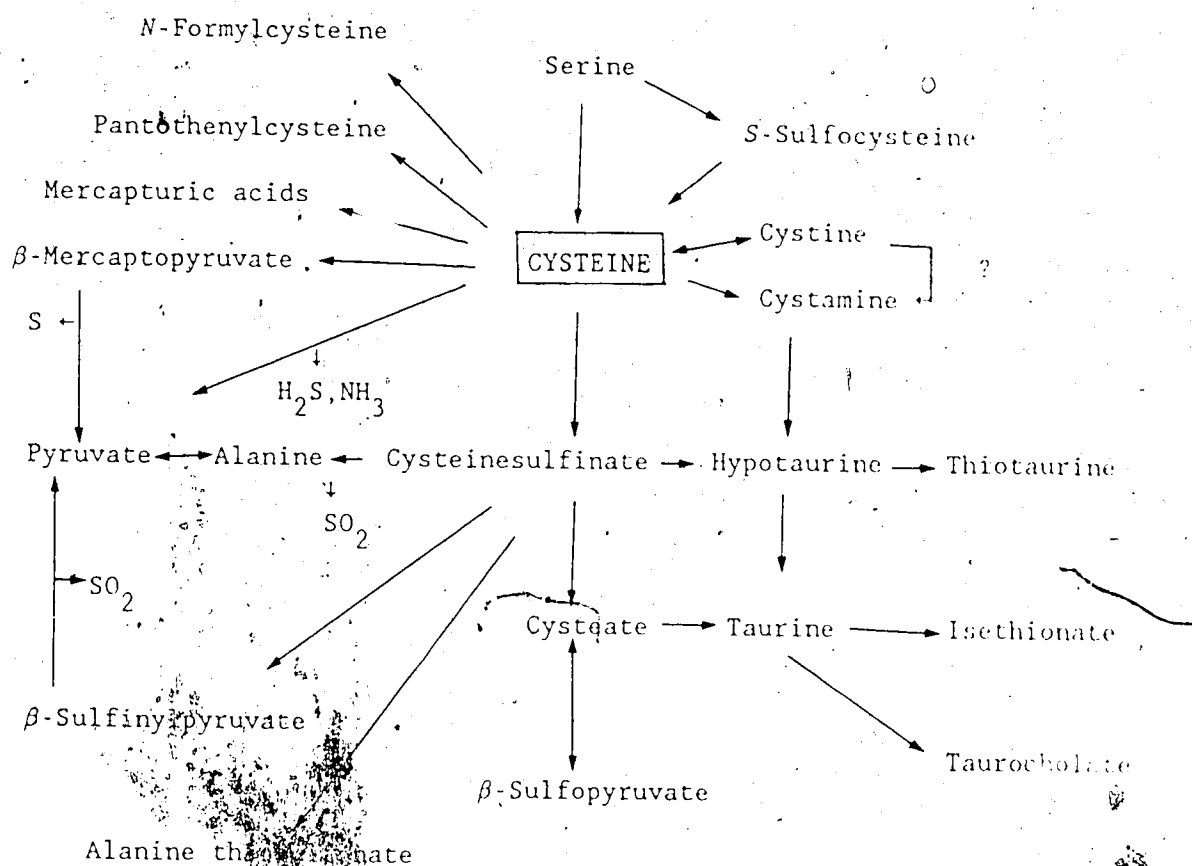 N-Formylcysteine
Serine
Pantothenylcysteine
S-Sulfocysteine
Mercapturic acids
Cystine
β-Mercaptopyruvate
CYSTEINE
?
Cystamine
S
H2S, NH3
Pyruvate Alanine Cysteinesulfinate Hypotaurine Thiotaurine
SO2
SO2
Cysteate Taurine Isethionate
β-Sulfinylpyruvate
Taurocholate
β-Sulfopyruvate
Alanine